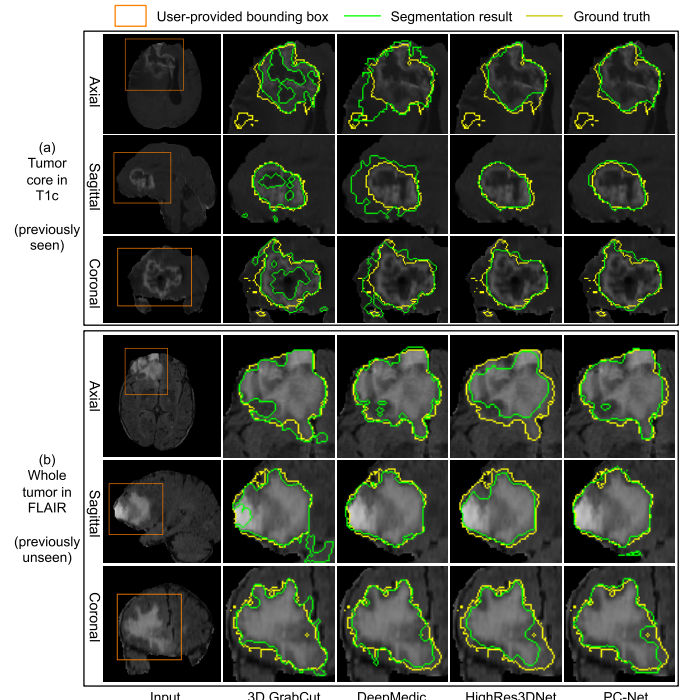 User-provided bounding box Segmentation result Ground truth
(a)
Tumor
core in
T1c
(previously
seen)
Axial
Sagittal
Coronal
(b)
Whole
tumor in
FLAIR
(previously
unseen)
Axial
Sagittal
Coronal
Input 3D GrabCut DeepMedic HighRes3DNet PC-Net